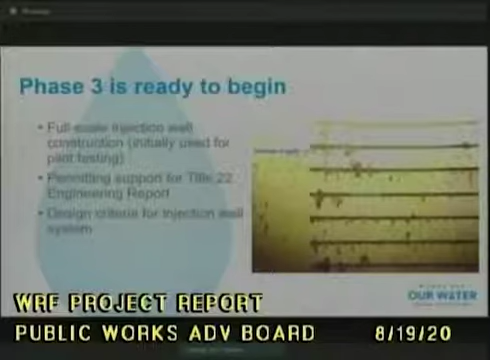 Phase 3 is ready to begin
• Full-scale injection well
construction (initially used for
pilot testing)
• Permitting support for Title 22
Engineering Report
• Design criteria for injection well
system
OUR WATER
WRF PROJECT REPORT
PUBLIC WORKS ADV BOARD 8/19/20